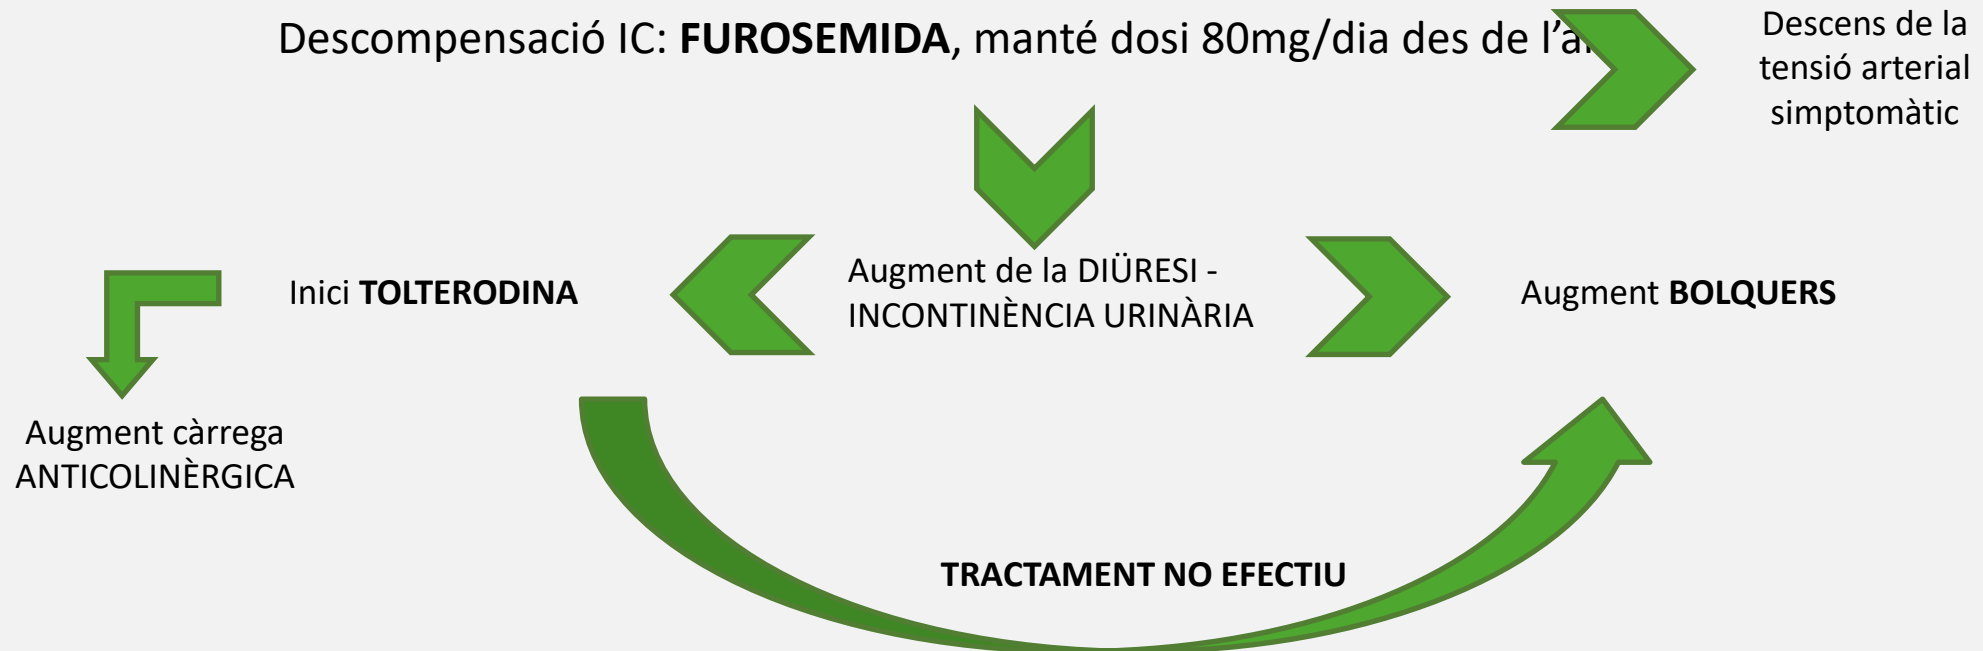 Descompensació IC: FUROSEMIDA, manté dosi 80mg/dia des de
Descens de la
tensió arterial
simptomàtic
Inici TOLTERODINA
Augment de la DIÜRESI -
INCONTINÈNCIA URINÀRIA
Augment BOLQUERS
Augment càrrega
ANTICOLINÈRGICA
TRACTAMENT NO EFECTIU